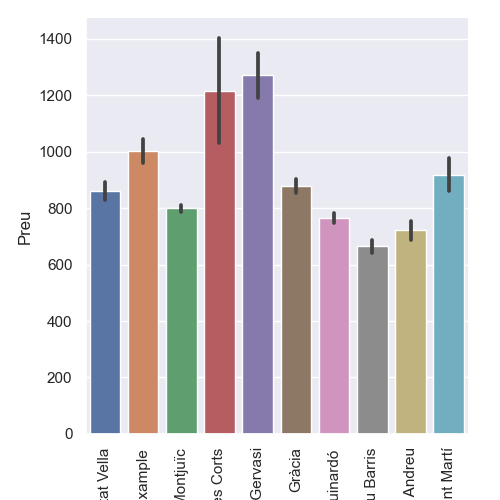 1400
1200
1000
800
600
400
200
0
Preu
tat Vella
xample
Montjuïc
es Corts
Gervasi
Gràcia
uinardó
u Barris
Andreu
nt Martí